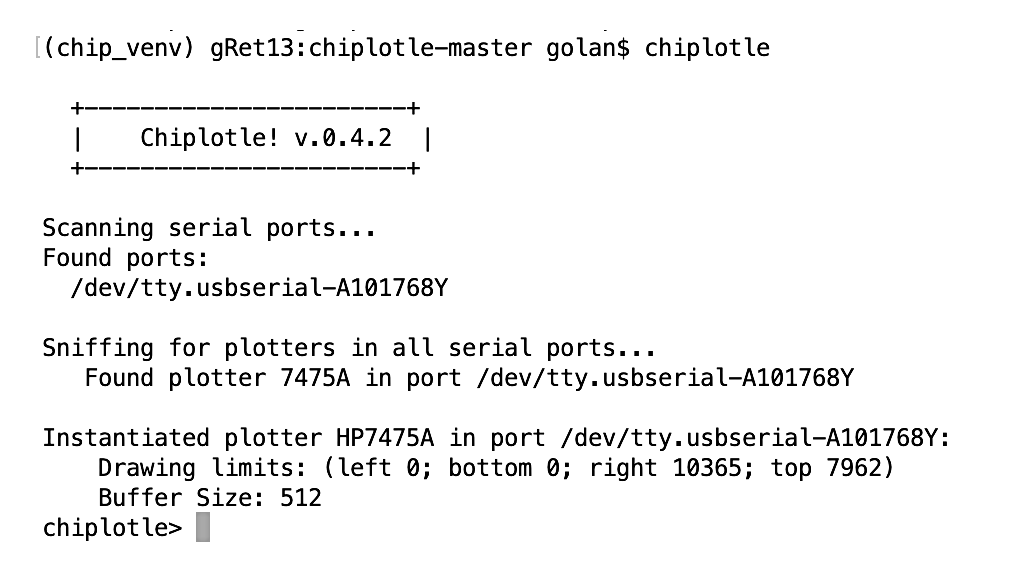 [(chip_venv) gRet13:chiplotle-master golan$ chiplotle
+-----------------------+
|    Chiplotle! v.0.4.2  |
+-----------------------+
Scanning serial ports...
Found ports:
  /dev/tty.usbserial-A101768Y
Sniffing for plotters in all serial ports...
   Found plotter 7475A in port /dev/tty.usbserial-A101768Y
Instantiated plotter HP7475A in port /dev/tty.usbserial-A101768Y:
    Drawing limits: (left 0; bottom 0; right 10365; top 7962)
    Buffer Size: 512
chiplotle>